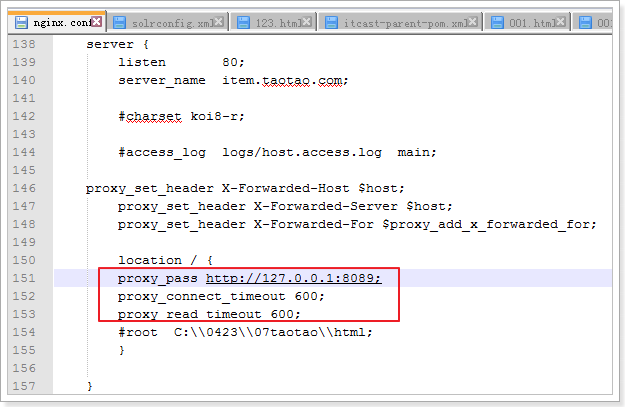 nginx.conf solrconfig.xml 123.html itcast-parent-pom.xml 001.html 00
138 server {
139 listen 80;
140 server_name item.taotao.com;
141
142 #charset koi8-r;
143
144 #access_log logs/host.access.log main;
145
146 proxy_set_header X-Forwarded-Host $host;
147 proxy_set_header X-Forwarded-Server $host;
148 proxy_set_header X-Forwarded-For $proxy_add_x_forwarded_for;
149
150 location / {
151 proxy_pass http://127.0.0.1:8089;
152 proxy_connect_timeout 600;
153 proxy_read_timeout 600;
154 #root C:\\0423\\07taotao\\html;
155 }
156
157 }